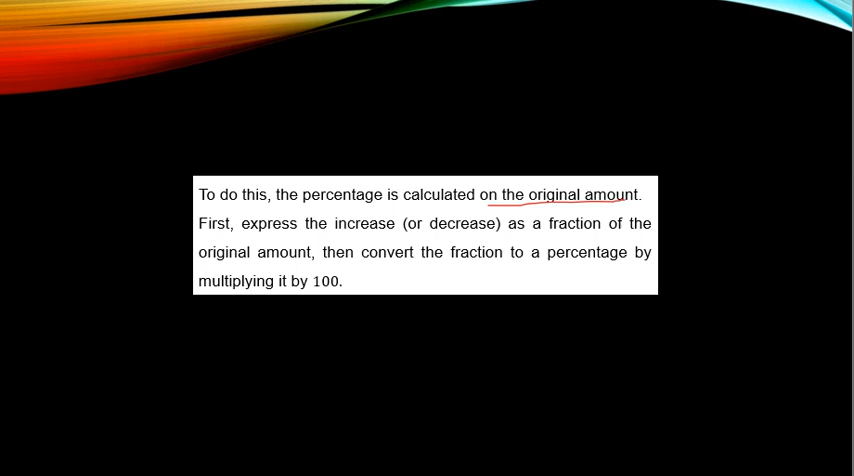 To do this, the percentage is calculated on the original amount.
First, express the increase (or decrease) as a fraction of the
original amount, then convert the fraction to a percentage by
multiplying it by 100.